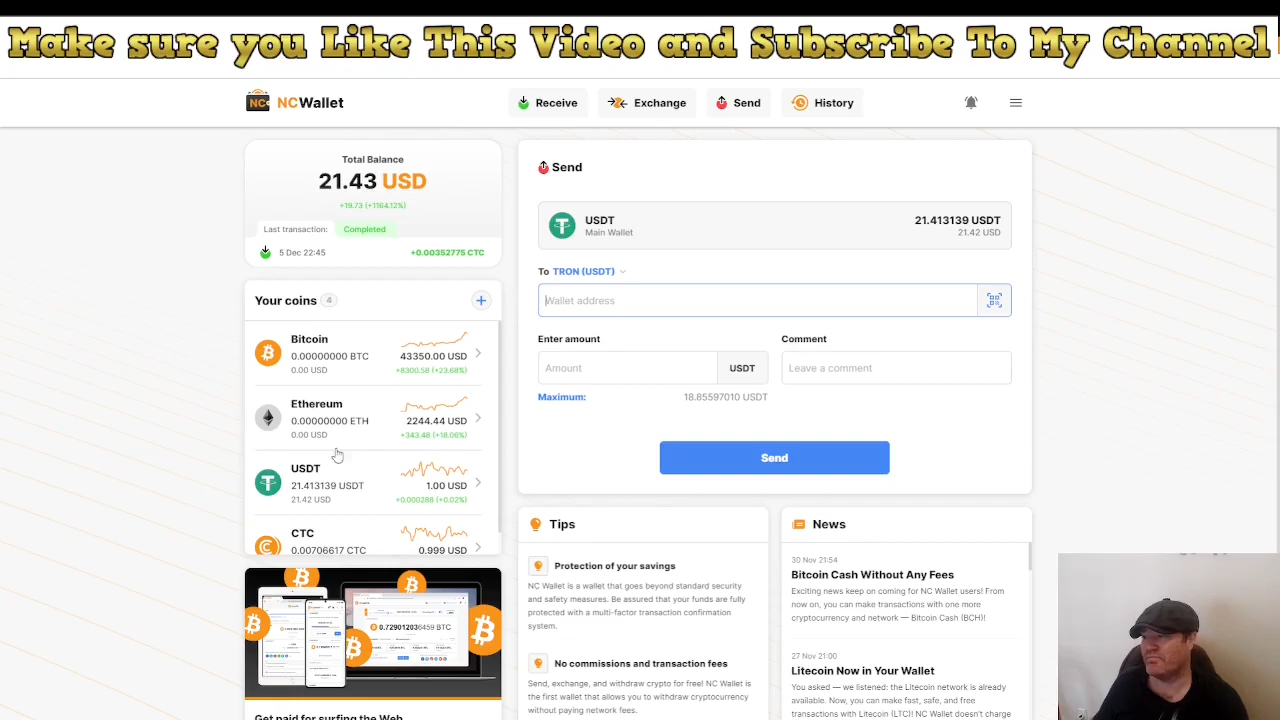 Make sure you Like This Video and Subscribe To My Channel
NC NCWallet
Receive
Exchange
Send
History
Total Balance
21.43 USD
+19.73 (+1164.12%)
Last transaction: Completed
5 Dec 22:45 +0.00352775 CTC
Your coins 4
Bitcoin
0.00000000 BTC 43350.00 USD
0.00 USD +8300.58 (+23.68%)
Ethereum
0.00000000 ETH 2244.44 USD
0.00 USD +343.48 (+18.06%)
USDT
21.413139 USDT 1.00 USD
21.42 USD +0.000288 (+0.02%)
CTC
0.00706617 CTC 0.999 USD
0.729012036459 BTC
Get paid for surfing the Web
Send
USDT 21.413139 USDT
Main Wallet 21.42 USD
To TRON (USDT)
Wallet address
Enter amount Comment
Amount USDT Leave a comment
Maximum: 18.85597010 USDT
Send
Tips
Protection of your savings
NC Wallet is a wallet that goes beyond standard security
and safety measures. Be assured that your funds are fully
protected with a multi-factor transaction confirmation
system.
No commissions and transaction fees
Send, exchange, and withdraw crypto for free! NC Wallet is
the first wallet that allows you to withdraw cryptocurrency
without paying network fees.
News
30 Nov 21:54
Bitcoin Cash Without Any Fees
Exciting news keep on coming for NC Wallet users! From
now on, you can make transactions with one more
cryptocurrency and network — Bitcoin Cash (BCH)!
27 Nov 21:00
Litecoin Now in Your Wallet
You asked — we listened: the Litecoin network is already
available. Now, you can make fast, safe, and free
transactions with Litecoin (LTC)! NC Wallet doesn't charge